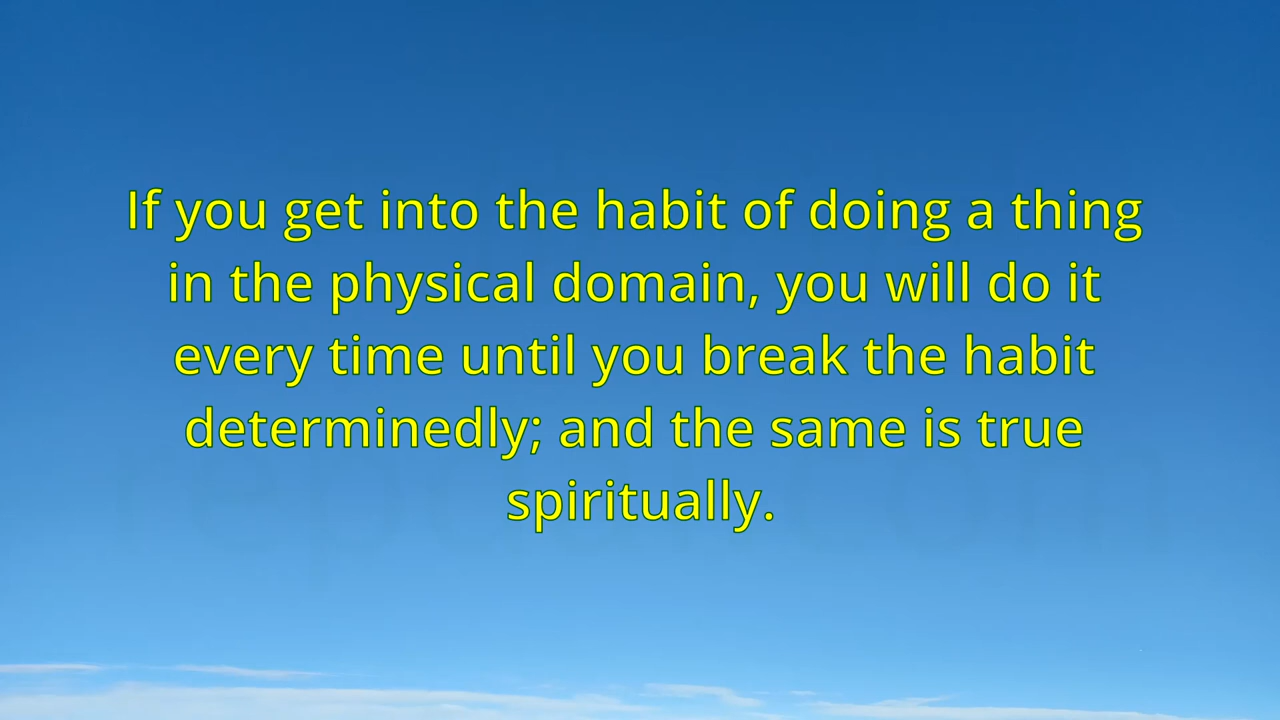 If you get into the habit of doing a thing
in the physical domain, you will do it
every time until you break the habit
determinedly; and the same is true
spiritually.